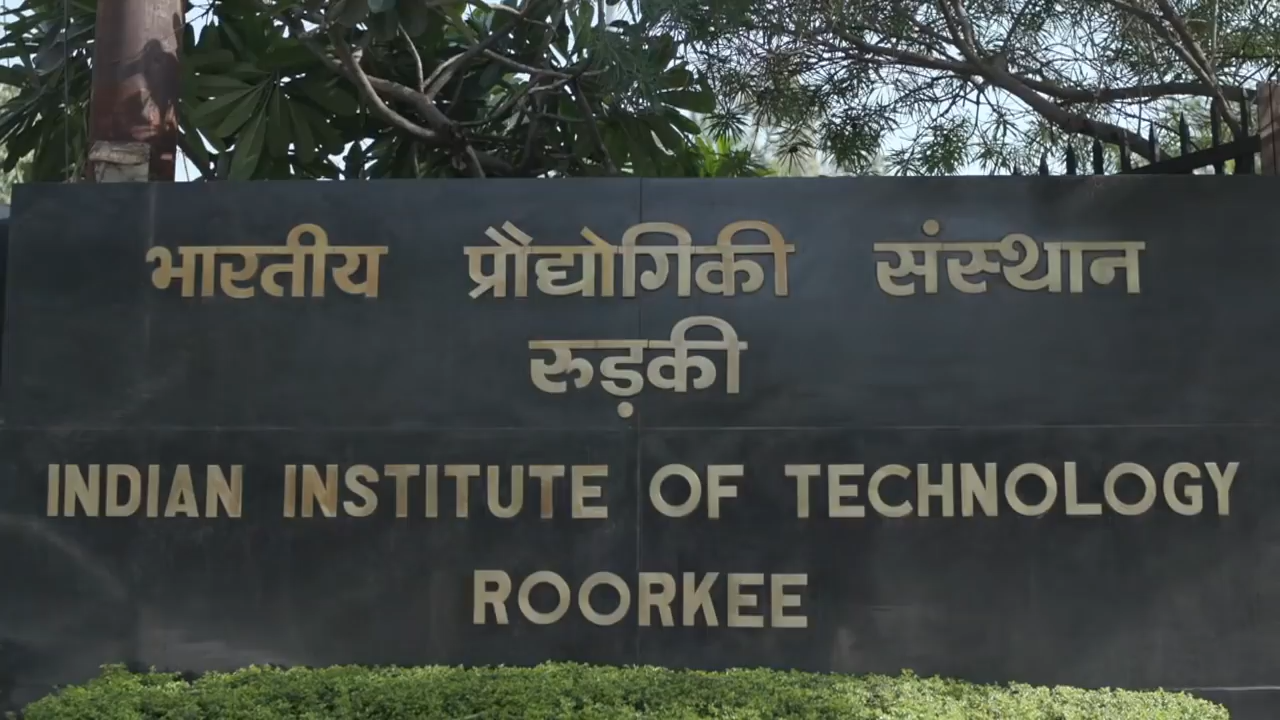 भारतीय प्रौद्योगिकी संस्थान
रुड़की
INDIAN INSTITUTE OF TECHNOLOGY
ROORKEE